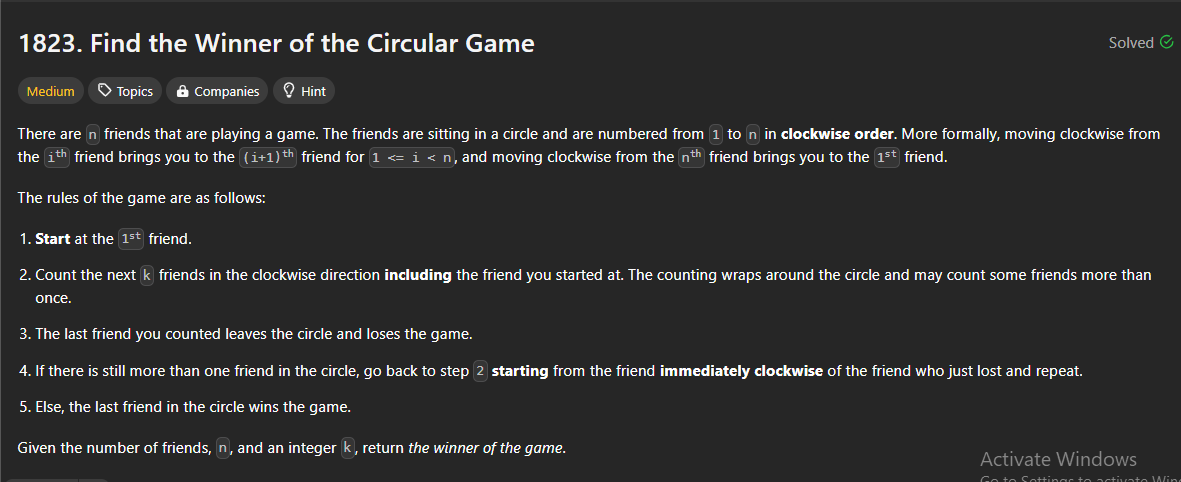 1823. Find the Winner of the Circular Game
Solved
Medium Topics Companies Hint
There are n friends that are playing a game. The friends are sitting in a circle and are numbered from 1 to n in clockwise order. More formally, moving clockwise from
the ith friend brings you to the (i+1)th friend for 1 <= i < n, and moving clockwise from the nth friend brings you to the 1st friend.
The rules of the game are as follows:
1. Start at the 1st friend.
2. Count the next k friends in the clockwise direction including the friend you started at. The counting wraps around the circle and may count some friends more than
once.
3. The last friend you counted leaves the circle and loses the game.
4. If there is still more than one friend in the circle, go back to step 2 starting from the friend immediately clockwise of the friend who just lost and repeat.
5. Else, the last friend in the circle wins the game.
Given the number of friends, n, and an integer k, return the winner of the game.
Activate Windows
Go to Settings to activate Win